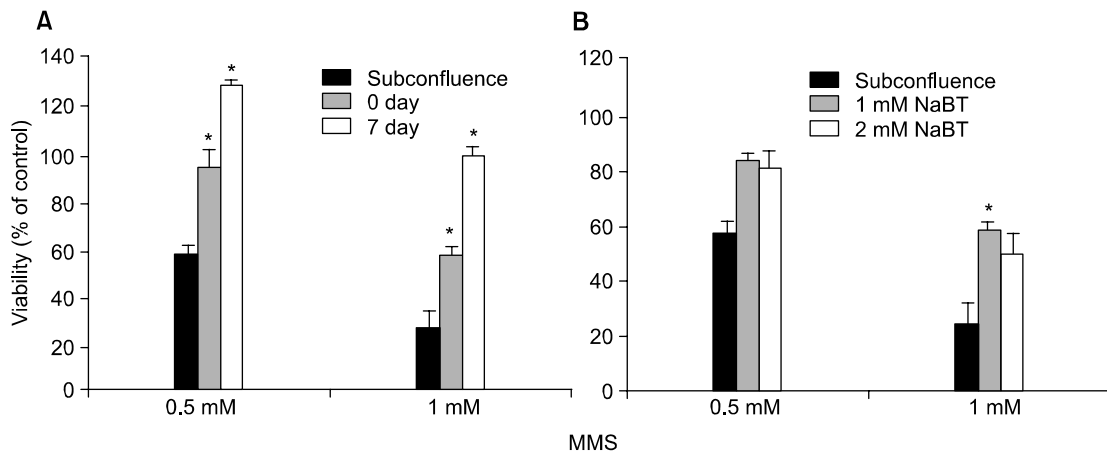 A
Viability (% of control)
140
120
100
80
60
40
20
0
Subconfluence
0 day
7 day
*
*
*
*
0.5 mM
1 mM
B
120
100
80
60
40
20
0
Subconfluence
1 mM NaBT
2 mM NaBT
*
0.5 mM
1 mM
MMS